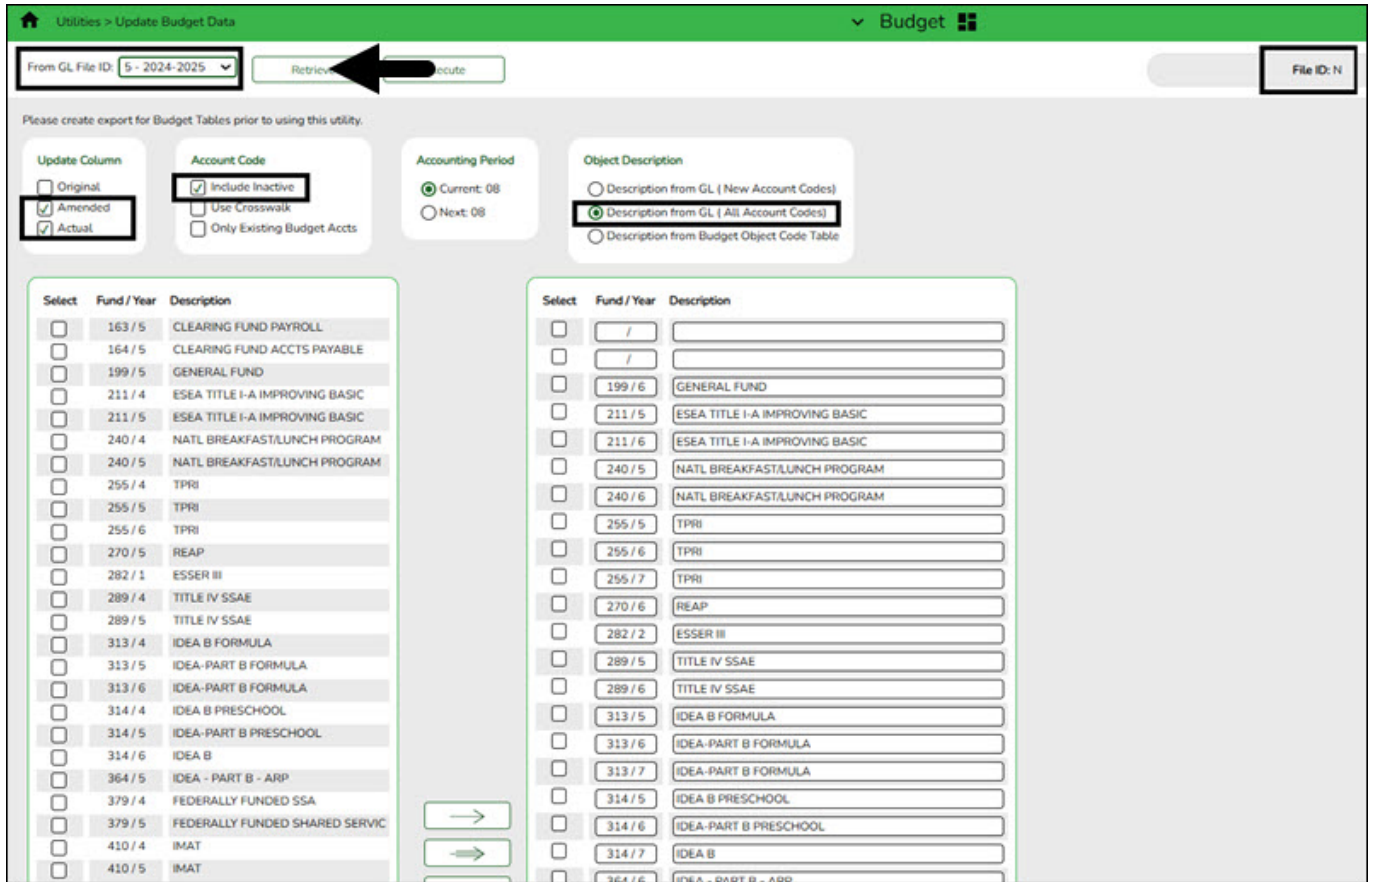 Utilities > Update Budget Data
Budget
From GL File ID: 5 - 2024-2025
Retrieve
File ID: N
Please create export for Budget Tables prior to using this utility.
Update Column
Original
Amended
Actual
Account Code
Include Inactive
Use Crosswalk
Only Existing Budget Accts
Accounting Period
Current: 08
Next: 08
Object Description
Description from GL ( New Account Codes)
Description from GL ( All Account Codes)
Description from Budget Object Code Table
Select Fund / Year Description
163 / 5 CLEARING FUND PAYROLL
164 / 5 CLEARING FUND ACCTS PAYABLE
199 / 5 GENERAL FUND
211 / 4 ESEA TITLE I-A IMPROVING BASIC
211 / 5 ESEA TITLE I-A IMPROVING BASIC
240 / 4 NATL BREAKFAST/LUNCH PROGRAM
240 / 5 NATL BREAKFAST/LUNCH PROGRAM
255 / 4 TPRI
255 / 5 TPRI
255 / 6 TPRI
270 / 5 REAP
282 / 1 ESSER III
289 / 4 TITLE IV SSAE
289 / 5 TITLE IV SSAE
313 / 4 IDEA B FORMULA
313 / 5 IDEA-PART B FORMULA
313 / 6 IDEA-PART B FORMULA
314 / 4 IDEA B PRESCHOOL
314 / 5 IDEA-PART B PRESCHOOL
314 / 6 IDEA B
364 / 5 IDEA - PART B - ARP
379 / 4 FEDERALLY FUNDED SSA
379 / 5 FEDERALLY FUNDED SHARED SERVIC
410 / 4 IMAT
410 / 5 IMAT
Select Fund / Year Description
/
/
199 / 6 GENERAL FUND
211 / 5 ESEA TITLE I-A IMPROVING BASIC
211 / 6 ESEA TITLE I-A IMPROVING BASIC
240 / 5 NATL BREAKFAST/LUNCH PROGRAM
240 / 6 NATL BREAKFAST/LUNCH PROGRAM
255 / 5 TPRI
255 / 6 TPRI
255 / 7 TPRI
270 / 6 REAP
282 / 2 ESSER III
289 / 5 TITLE IV SSAE
289 / 6 TITLE IV SSAE
313 / 5 IDEA B FORMULA
313 / 6 IDEA-PART B FORMULA
313 / 7 IDEA-PART B FORMULA
314 / 5 IDEA B PRESCHOOL
314 / 6 IDEA-PART B PRESCHOOL
314 / 7 IDEA B
364 / 6 IDEA - PART B - ARP